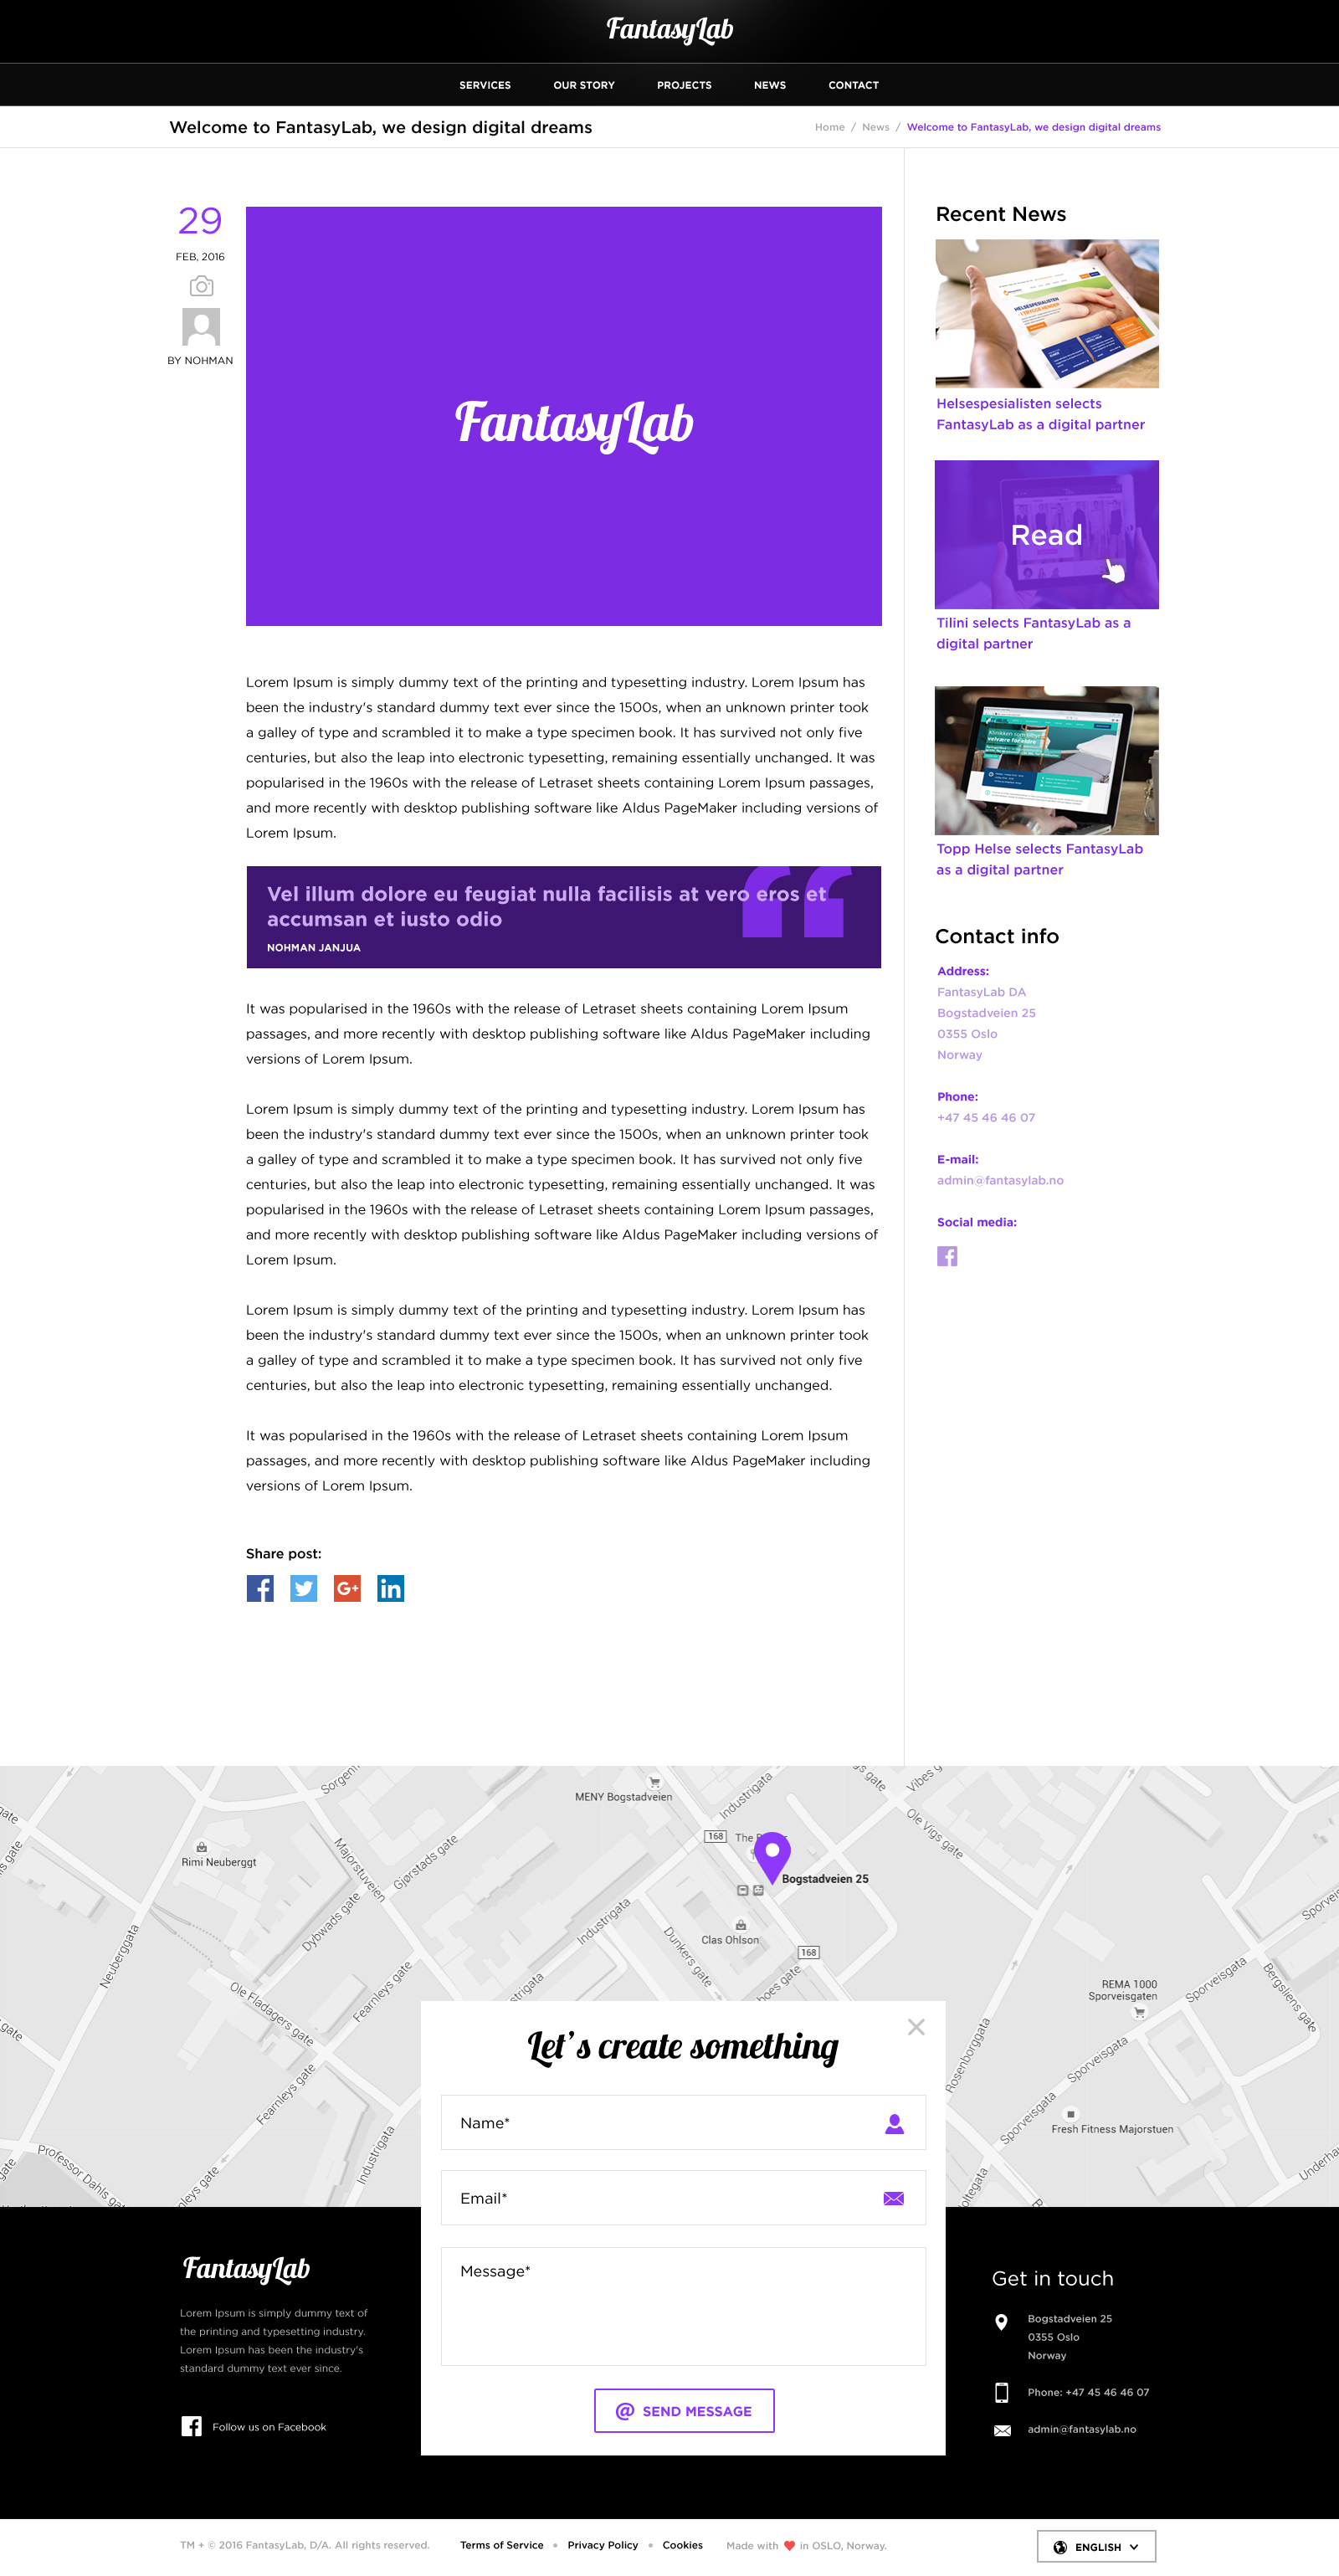 FantasyLab
SERVICES OUR STORY PROJECTS NEWS CONTACT
Welcome to FantasyLab, we design digital dreams
Home / News / Welcome to FantasyLab, we design digital dreams
29
FEB, 2016
BY NOHMAN
FantasyLab
Lorem Ipsum is simply dummy text of the printing and typesetting industry. Lorem Ipsum has
been the industry's standard dummy text ever since the 1500s, when an unknown printer took
a galley of type and scrambled it to make a type specimen book. It has survived not only five
centuries, but also the leap into electronic typesetting, remaining essentially unchanged. It was
popularised in the 1960s with the release of Letraset sheets containing Lorem Ipsum passages,
and more recently with desktop publishing software like Aldus PageMaker including versions of
Lorem Ipsum.
Vel illum dolore eu feugiat nulla facilisis at vero eros et
accumsan et iusto odio
NOHMAN JANJUA
It was popularised in the 1960s with the release of Letraset sheets containing Lorem Ipsum
passages, and more recently with desktop publishing software like Aldus PageMaker including
versions of Lorem Ipsum.
Lorem Ipsum is simply dummy text of the printing and typesetting industry. Lorem Ipsum has
been the industry's standard dummy text ever since the 1500s, when an unknown printer took
a galley of type and scrambled it to make a type specimen book. It has survived not only five
centuries, but also the leap into electronic typesetting, remaining essentially unchanged. It was
popularised in the 1960s with the release of Letraset sheets containing Lorem Ipsum passages,
and more recently with desktop publishing software like Aldus PageMaker including versions of
Lorem Ipsum.
Lorem Ipsum is simply dummy text of the printing and typesetting industry. Lorem Ipsum has
been the industry's standard dummy text ever since the 1500s, when an unknown printer took
a galley of type and scrambled it to make a type specimen book. It has survived not only five
centuries, but also the leap into electronic typesetting, remaining essentially unchanged.
It was popularised in the 1960s with the release of Letraset sheets containing Lorem Ipsum
passages, and more recently with desktop publishing software like Aldus PageMaker including
versions of Lorem Ipsum.
Share post:
Recent News
HELSESPESIALISTEN
Helsespesialisten selects
FantasyLab as a digital partner
Read
Tilini selects FantasyLab as a
digital partner
Topp Helse selects FantasyLab
as a digital partner
Contact info
Address:
FantasyLab DA
Bogstadveien 25
0355 Oslo
Norway
Phone:
+47 45 46 46 07
E-mail:
admin@fantasylab.no
Social media:
Sorgenfr
MENY Bogstadveien
Industrigata
s gate
Vibes g
Ole Vigs gate
168
The
Bogstadveien 25
Rimi Neuberggt
Majorstuveien
Gjørstads gate
Dybwads gate
Industrigata
Clas Ohlson
168
Dunkers gate
boes gate
Neuberggata
Ole Fladagers gate
Fearnleys gate
strigata
REMA 1000
Sporveisgaten
Sporveisgata
Bergsliens gate
Sporveis
Rosenborggata
Sporveisgata
Sporveisgata
Fearnleys gate
Industrigata
Fresh Fitness Majorstuen
Professor Dahls gate
nleys gate
oltegata
Underha
Let's create something
Name*
Email*
Message*
@ SEND MESSAGE
FantasyLab
Lorem Ipsum is simply dummy text of
the printing and typesetting industry.
Lorem Ipsum has been the industry's
standard dummy text ever since.
Follow us on Facebook
Get in touch
Bogstadveien 25
0355 Oslo
Norway
Phone: +47 45 46 46 07
admin@fantasylab.no
TM + © 2016 FantasyLab, D/A. All rights reserved.
Terms of Service • Privacy Policy • Cookies
Made with ❤ in OSLO, Norway.
ENGLISH